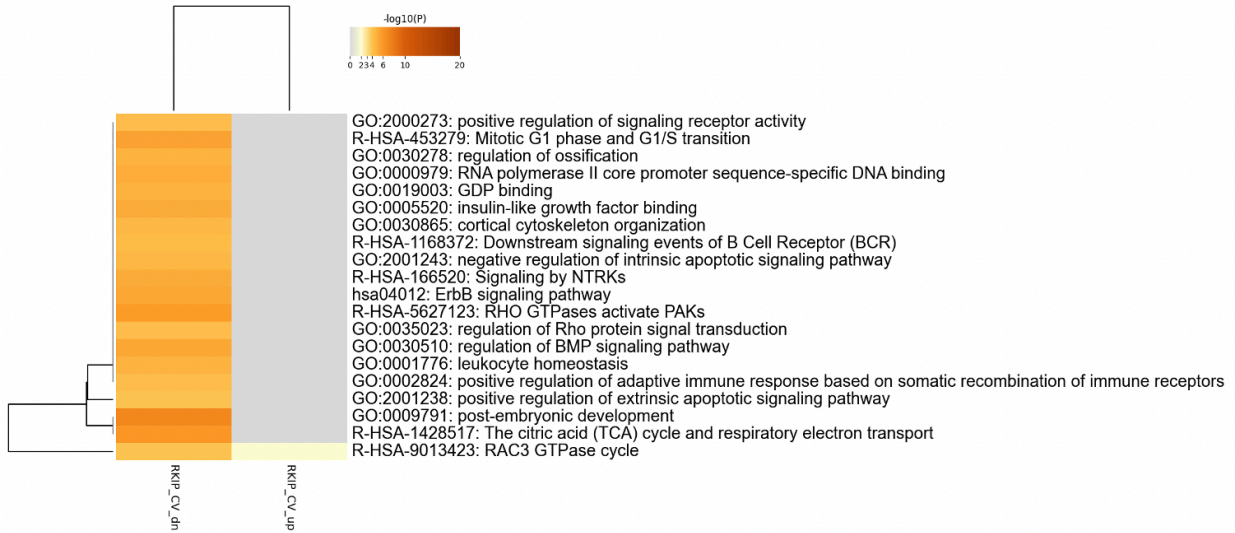 -log10(P)
0 2 3 4 6 10 20
GO:2000273: positive regulation of signaling receptor activity
R-HSA-453279: Mitotic G1 phase and G1/S transition
GO:0030278: regulation of ossification
GO:0000979: RNA polymerase II core promoter sequence-specific DNA binding
GO:0019003: GDP binding
GO:0005520: insulin-like growth factor binding
GO:0030865: cortical cytoskeleton organization
R-HSA-1168372: Downstream signaling events of B Cell Receptor (BCR)
GO:2001243: negative regulation of intrinsic apoptotic signaling pathway
R-HSA-166520: Signaling by NTRKs
hsa04012: ErbB signaling pathway
R-HSA-5627123: RHO GTPases activate PAKs
GO:0035023: regulation of Rho protein signal transduction
GO:0030510: regulation of BMP signaling pathway
GO:0001776: leukocyte homeostasis
GO:0002824: positive regulation of adaptive immune response based on somatic recombination of immune receptors
GO:2001238: positive regulation of extrinsic apoptotic signaling pathway
GO:0009791: post-embryonic development
R-HSA-1428517: The citric acid (TCA) cycle and respiratory electron transport
R-HSA-9013423: RAC3 GTPase cycle
RKIP_CV_dn
RKIP_CV_up